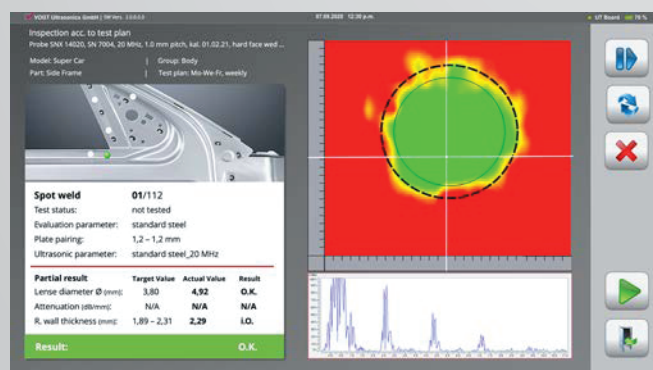 VOGT Ultrasonics GmbH | SW Vers. 2.0.0.0.0
07.09.2020 12:30 p.m.
UT Board 70 %
Inspection acc. to test plan
Probe SNX 14020, SN 7004, 20 MHz, 1.0 mm pitch, kal. 01.02.21, hard face wed ...
Model: Super Car | Group: Body
Part: Side Frame | Test plan: Mo-We-Fr, weekly
Spot weld 01/112
Test status: not tested
Evaluation parameter: standard steel
Plate pairing: 1,2 – 1,2 mm
Ultrasonic parameter: standard steel_20 MHz
Partial result Target Value Actual Value Result
Lense diameter Ø (mm): 3,80 4,92 O.K.
Attenuation (db/mm): N/A N/A N/A
R. wall thickness (mm): 1,89 – 2,31 2,29 i.O.
Result: O.K.